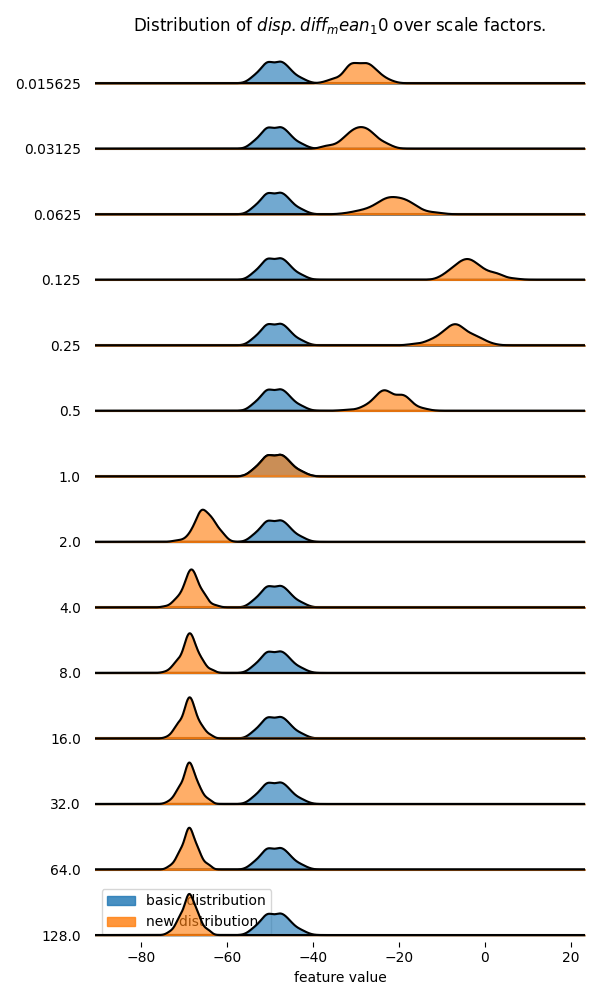 Distribution of disp. diff_mean_10 over scale factors.
0.015625
0.03125
0.0625
0.125
0.25
0.5
1.0
2.0
4.0
8.0
16.0
32.0
64.0
128.0
basic distribution
new distribution
−80 −60 −40 −20 0 20
feature value